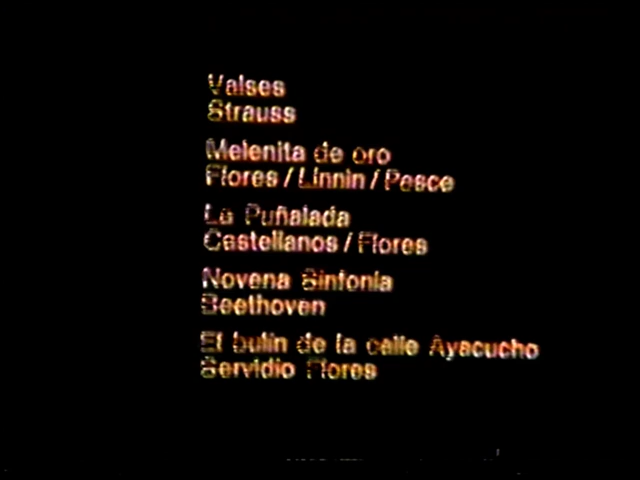 Valses
Strauss
Melenita de oro
Flores / Linnin / Pesce
La Puñalada
Castellanos / Flores
Novena Sinfonía
Beethoven
El bulín de la calle Ayacucho
Servidio Flores